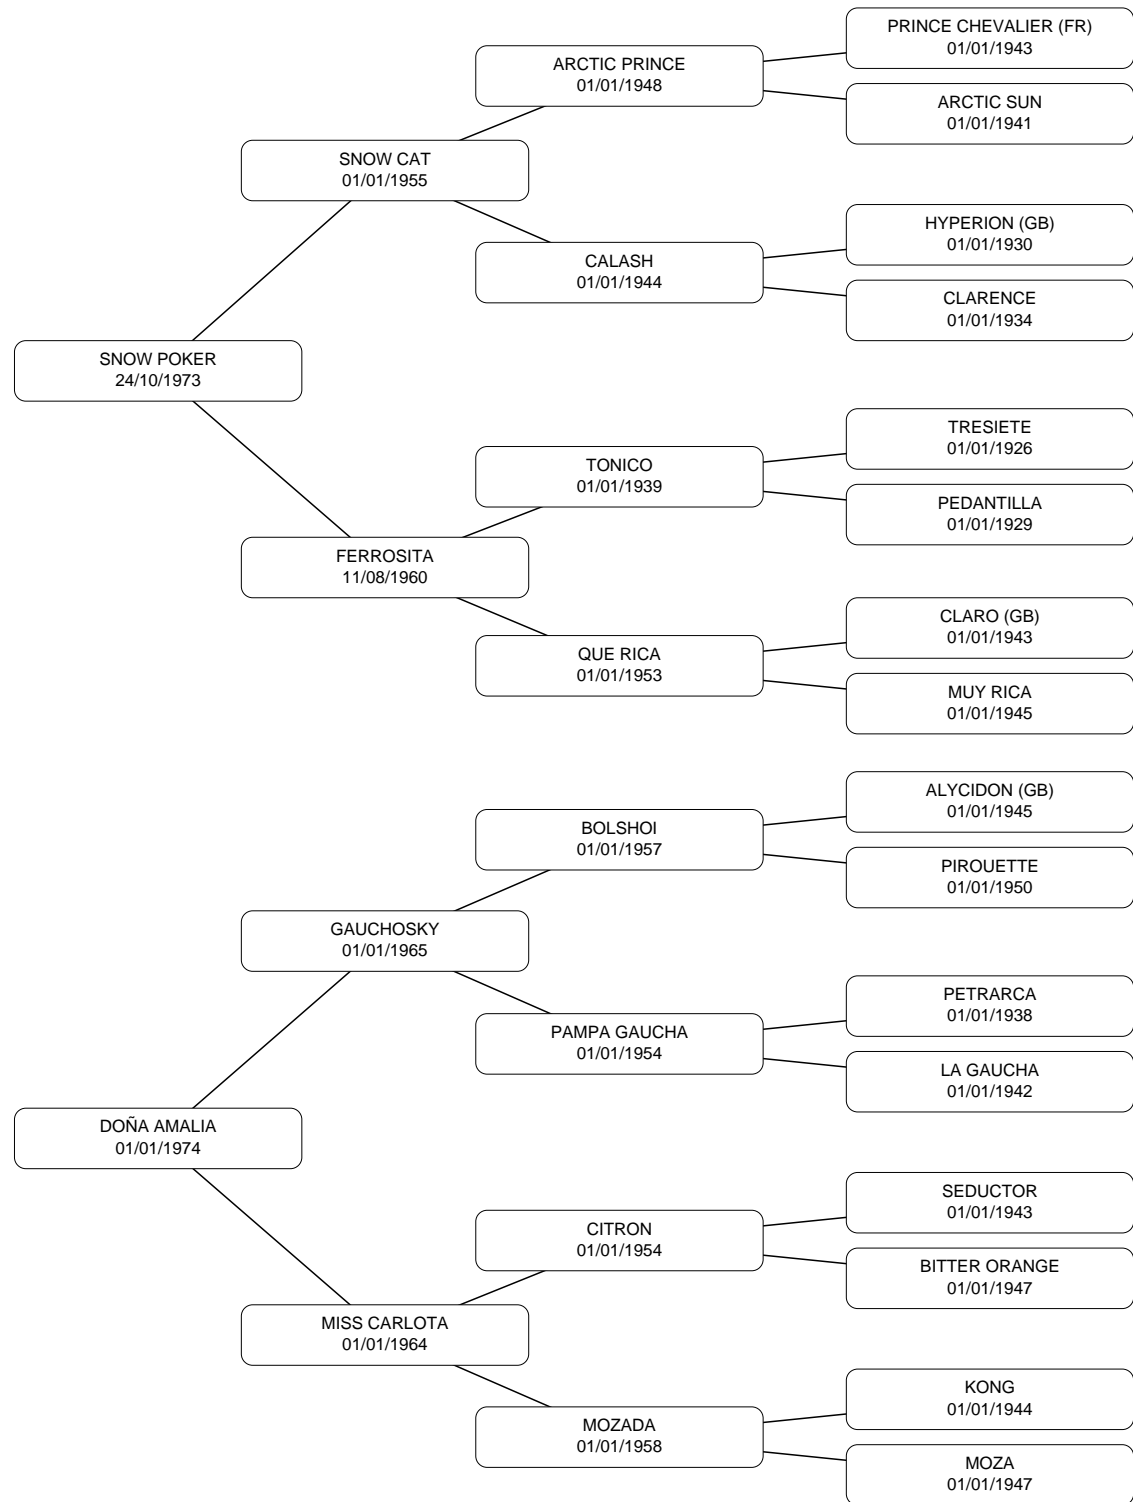 PRINCE CHEVALIER (FR)
01/01/1943
ARCTIC PRINCE
01/01/1948
ARCTIC SUN
01/01/1941
SNOW CAT
01/01/1955
HYPERION (GB)
01/01/1930
CALASH
01/01/1944
CLARENCE
01/01/1934
SNOW POKER
24/10/1973
TRESIETE
01/01/1926
TONICO
01/01/1939
PEDANTILLA
01/01/1929
FERROSITA
11/08/1960
CLARO (GB)
01/01/1943
QUE RICA
01/01/1953
MUY RICA
01/01/1945
ALYCIDON (GB)
01/01/1945
BOLSHOI
01/01/1957
PIROUETTE
01/01/1950
GAUCHOSKY
01/01/1965
PETRARCA
01/01/1938
PAMPA GAUCHA
01/01/1954
LA GAUCHA
01/01/1942
DOÑA AMALIA
01/01/1974
SEDUCTOR
01/01/1943
CITRON
01/01/1954
BITTER ORANGE
01/01/1947
MISS CARLOTA
01/01/1964
KONG
01/01/1944
MOZADA
01/01/1958
MOZA
01/01/1947